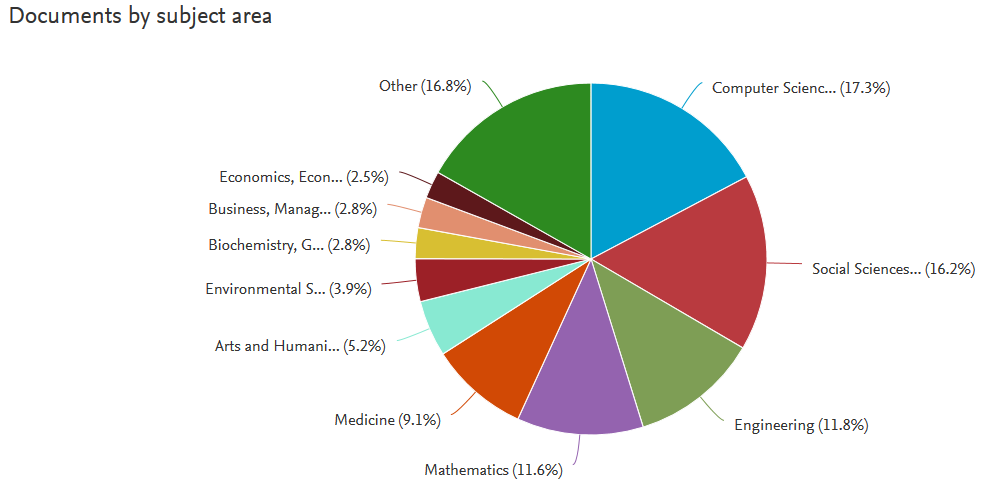 Documents by subject area
Other (16.8%)
Computer Scienc... (17.3%)
Economics, Econ... (2.5%)
Business, Manag... (2.8%)
Biochemistry, G... (2.8%)
Social Sciences... (16.2%)
Environmental S... (3.9%)
Arts and Humani... (5.2%)
Medicine (9.1%)
Engineering (11.8%)
Mathematics (11.6%)